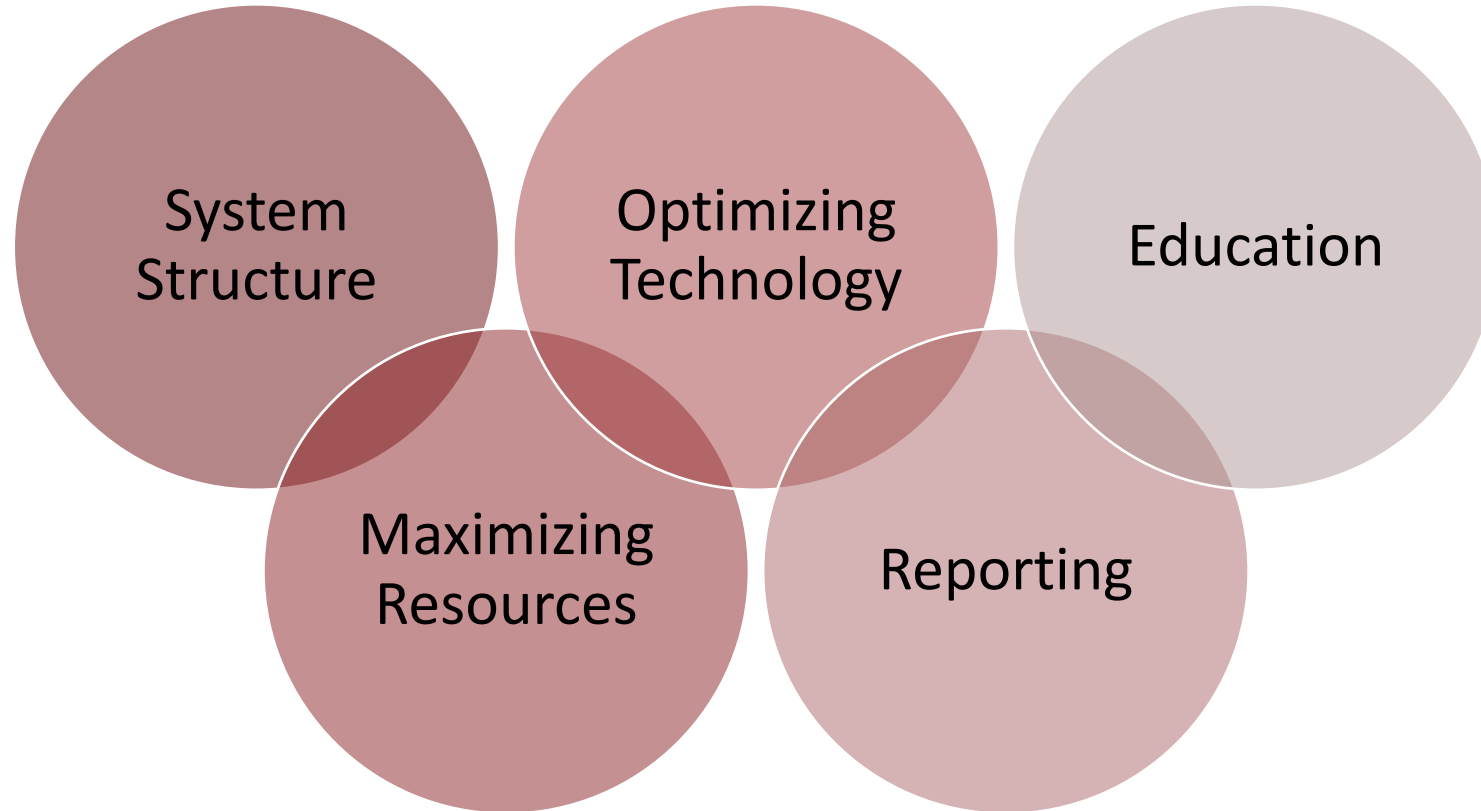 System
Structure
Optimizing
Technology
Education
Maximizing
Resources
Reporting